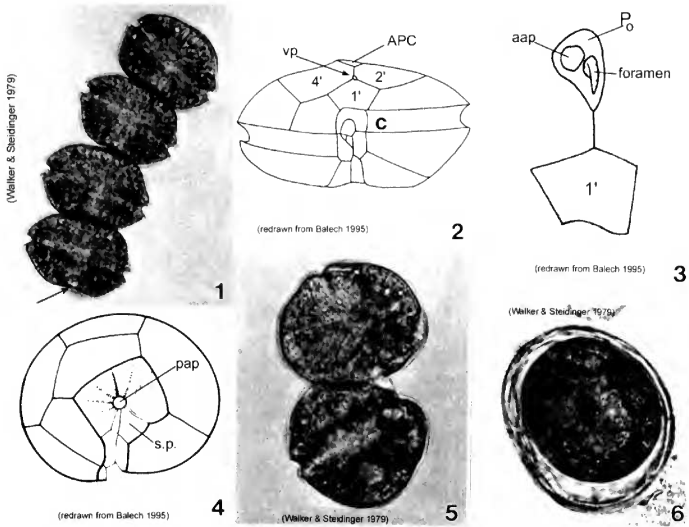 (Walker & Steidinger 1979)
1
APC
vp
4'
2'
1'
C
(redrawn from Balech 1995)
2
Po
aap
foramen
1'
(redrawn from Balech 1995)
3
pap
s.p.
(redrawn from Balech 1995)
4
(Walker & Steidinger 1979)
5
(Walker & Steidinger 1979)
6